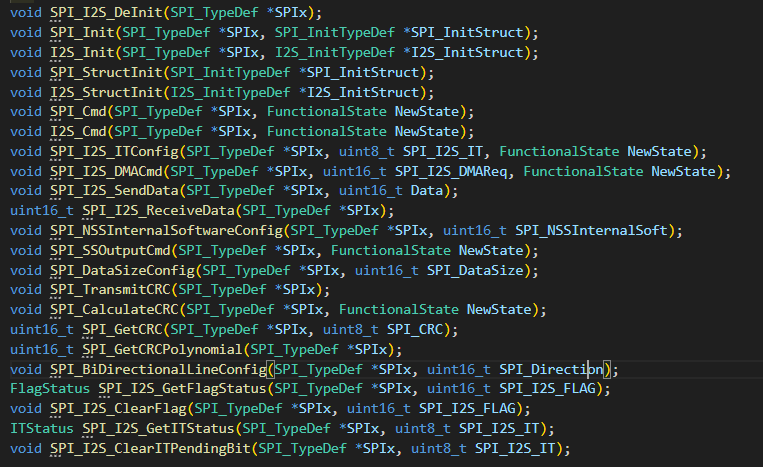 void SPI_I2S_DeInit(SPI_TypeDef *SPIx);
void SPI_Init(SPI_TypeDef *SPIx, SPI_InitTypeDef *SPI_InitStruct);
void I2S_Init(SPI_TypeDef *SPIx, I2S_InitTypeDef *I2S_InitStruct);
void SPI_StructInit(SPI_InitTypeDef *SPI_InitStruct);
void I2S_StructInit(I2S_InitTypeDef *I2S_InitStruct);
void SPI_Cmd(SPI_TypeDef *SPIx, FunctionalState NewState);
void I2S_Cmd(SPI_TypeDef *SPIx, FunctionalState NewState);
void SPI_I2S_ITConfig(SPI_TypeDef *SPIx, uint8_t SPI_I2S_IT, FunctionalState NewState);
void SPI_I2S_DMACmd(SPI_TypeDef *SPIx, uint16_t SPI_I2S_DMAReq, FunctionalState NewState);
void SPI_I2S_SendData(SPI_TypeDef *SPIx, uint16_t Data);
uint16_t SPI_I2S_ReceiveData(SPI_TypeDef *SPIx);
void SPI_NSSInternalSoftwareConfig(SPI_TypeDef *SPIx, uint16_t SPI_NSSInternalSoft);
void SPI_SSOutputCmd(SPI_TypeDef *SPIx, FunctionalState NewState);
void SPI_DataSizeConfig(SPI_TypeDef *SPIx, uint16_t SPI_DataSize);
void SPI_TransmitCRC(SPI_TypeDef *SPIx);
void SPI_CalculateCRC(SPI_TypeDef *SPIx, FunctionalState NewState);
uint16_t SPI_GetCRC(SPI_TypeDef *SPIx, uint8_t SPI_CRC);
uint16_t SPI_GetCRCPolynomial(SPI_TypeDef *SPIx);
void SPI_BiDirectionalLineConfig(SPI_TypeDef *SPIx, uint16_t SPI_Direction);
FlagStatus SPI_I2S_GetFlagStatus(SPI_TypeDef *SPIx, uint16_t SPI_I2S_FLAG);
void SPI_I2S_ClearFlag(SPI_TypeDef *SPIx, uint16_t SPI_I2S_FLAG);
ITStatus SPI_I2S_GetITStatus(SPI_TypeDef *SPIx, uint8_t SPI_I2S_IT);
void SPI_I2S_ClearITPendingBit(SPI_TypeDef *SPIx, uint8_t SPI_I2S_IT);